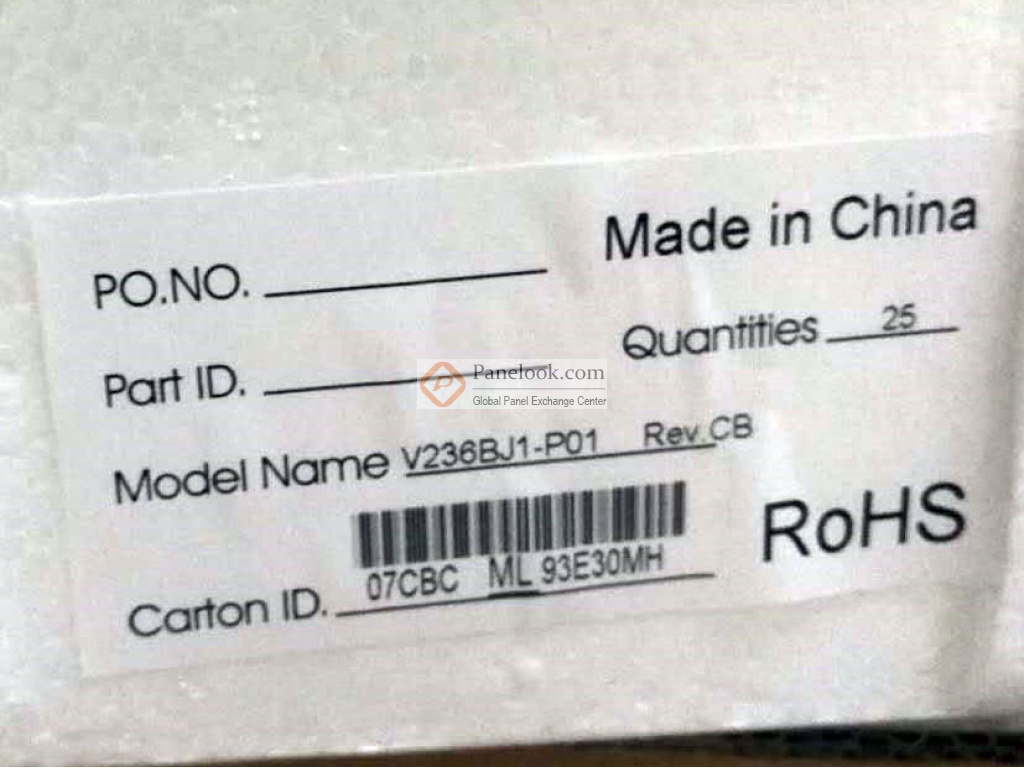 Made in China
PO.NO.
Quantities 25
Part ID.
Panelook.com
Global Panel Exchange Center
Model Name V236BJ1-P01 Rev.CB
RoHS
07CBC ML 93E30MH
Carton ID.